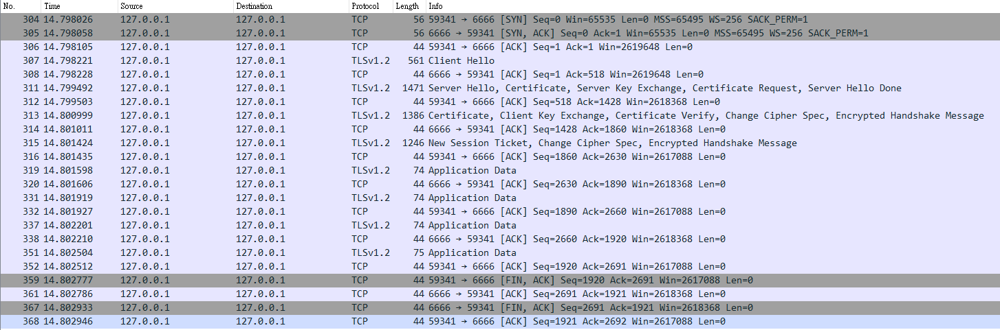 No. Time Source Destination Protocol Length Info
304 14.798026 127.0.0.1 127.0.0.1 TCP 56 59341 → 6666 [SYN] Seq=0 Win=65535 Len=0 MSS=65495 WS=256 SACK_PERM=1
305 14.798058 127.0.0.1 127.0.0.1 TCP 56 6666 → 59341 [SYN, ACK] Seq=0 Ack=1 Win=65535 Len=0 MSS=65495 WS=256 SACK_PERM=1
306 14.798105 127.0.0.1 127.0.0.1 TCP 44 59341 → 6666 [ACK] Seq=1 Ack=1 Win=2619648 Len=0
307 14.798221 127.0.0.1 127.0.0.1 TLSv1.2 561 Client Hello
308 14.798228 127.0.0.1 127.0.0.1 TCP 44 6666 → 59341 [ACK] Seq=1 Ack=518 Win=2619648 Len=0
311 14.799492 127.0.0.1 127.0.0.1 TLSv1.2 1471 Server Hello, Certificate, Server Key Exchange, Certificate Request, Server Hello Done
312 14.799503 127.0.0.1 127.0.0.1 TCP 44 59341 → 6666 [ACK] Seq=518 Ack=1428 Win=2618368 Len=0
313 14.800999 127.0.0.1 127.0.0.1 TLSv1.2 1386 Certificate, Client Key Exchange, Certificate Verify, Change Cipher Spec, Encrypted Handshake Message
314 14.801011 127.0.0.1 127.0.0.1 TCP 44 6666 → 59341 [ACK] Seq=1428 Ack=1860 Win=2618368 Len=0
315 14.801424 127.0.0.1 127.0.0.1 TLSv1.2 1246 New Session Ticket, Change Cipher Spec, Encrypted Handshake Message
316 14.801435 127.0.0.1 127.0.0.1 TCP 44 59341 → 6666 [ACK] Seq=1860 Ack=2630 Win=2617088 Len=0
319 14.801598 127.0.0.1 127.0.0.1 TLSv1.2 74 Application Data
320 14.801606 127.0.0.1 127.0.0.1 TCP 44 6666 → 59341 [ACK] Seq=2630 Ack=1890 Win=2618368 Len=0
331 14.801919 127.0.0.1 127.0.0.1 TLSv1.2 74 Application Data
332 14.801927 127.0.0.1 127.0.0.1 TCP 44 59341 → 6666 [ACK] Seq=1890 Ack=2660 Win=2617088 Len=0
337 14.802201 127.0.0.1 127.0.0.1 TLSv1.2 74 Application Data
338 14.802210 127.0.0.1 127.0.0.1 TCP 44 6666 → 59341 [ACK] Seq=2660 Ack=1920 Win=2618368 Len=0
351 14.802504 127.0.0.1 127.0.0.1 TLSv1.2 75 Application Data
352 14.802512 127.0.0.1 127.0.0.1 TCP 44 59341 → 6666 [ACK] Seq=1920 Ack=2691 Win=2617088 Len=0
359 14.802777 127.0.0.1 127.0.0.1 TCP 44 59341 → 6666 [FIN, ACK] Seq=1920 Ack=2691 Win=2617088 Len=0
361 14.802786 127.0.0.1 127.0.0.1 TCP 44 6666 → 59341 [ACK] Seq=2691 Ack=1921 Win=2618368 Len=0
367 14.802933 127.0.0.1 127.0.0.1 TCP 44 6666 → 59341 [FIN, ACK] Seq=2691 Ack=1921 Win=2618368 Len=0
368 14.802946 127.0.0.1 127.0.0.1 TCP 44 59341 → 6666 [ACK] Seq=1921 Ack=2692 Win=2617088 Len=0